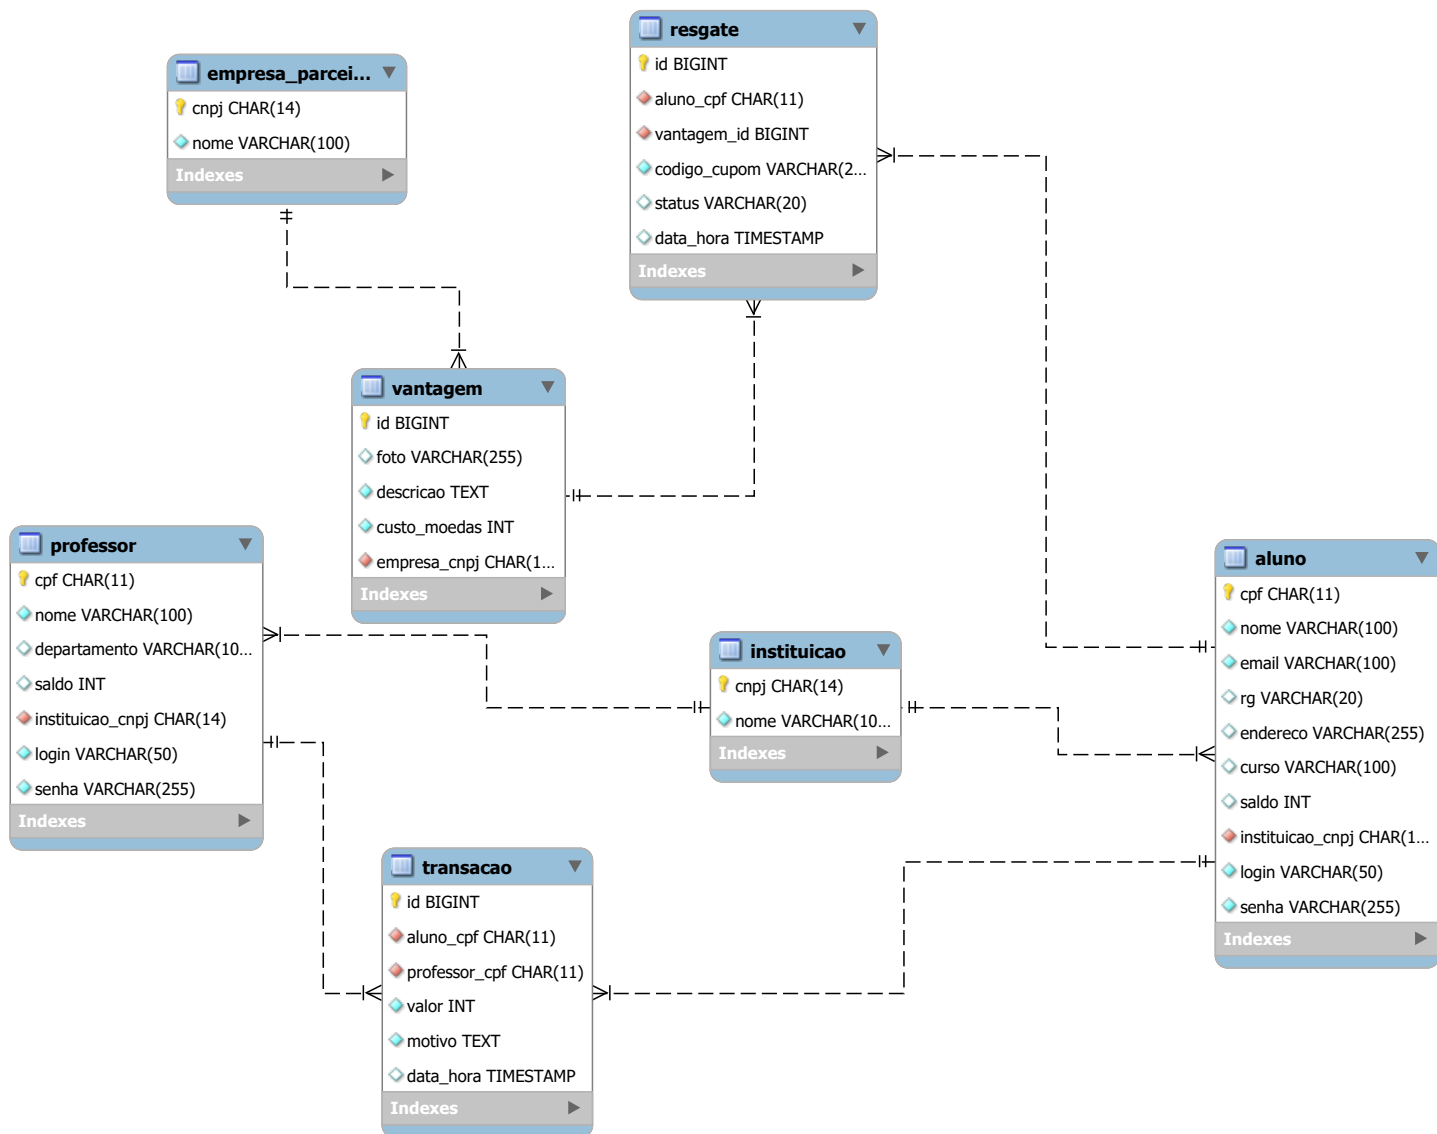 empresa_parcei...
cnpj CHAR(14)
nome VARCHAR(100)
Indexes
resgate
id BIGINT
aluno_cpf CHAR(11)
vantagem_id BIGINT
codigo_cupom VARCHAR(2...
status VARCHAR(20)
data_hora TIMESTAMP
Indexes
vantagem
id BIGINT
foto VARCHAR(255)
descricao TEXT
custo_moedas INT
empresa_cnpj CHAR(1...
Indexes
professor
cpf CHAR(11)
nome VARCHAR(100)
departamento VARCHAR(10...
saldo INT
instituicao_cnpj CHAR(14)
login VARCHAR(50)
senha VARCHAR(255)
Indexes
instituicao
cnpj CHAR(14)
nome VARCHAR(10...
Indexes
aluno
cpf CHAR(11)
nome VARCHAR(100)
email VARCHAR(100)
rg VARCHAR(20)
endereco VARCHAR(255)
curso VARCHAR(100)
saldo INT
instituicao_cnpj CHAR(1...
login VARCHAR(50)
senha VARCHAR(255)
Indexes
transacao
id BIGINT
aluno_cpf CHAR(11)
professor_cpf CHAR(11)
valor INT
motivo TEXT
data_hora TIMESTAMP
Indexes